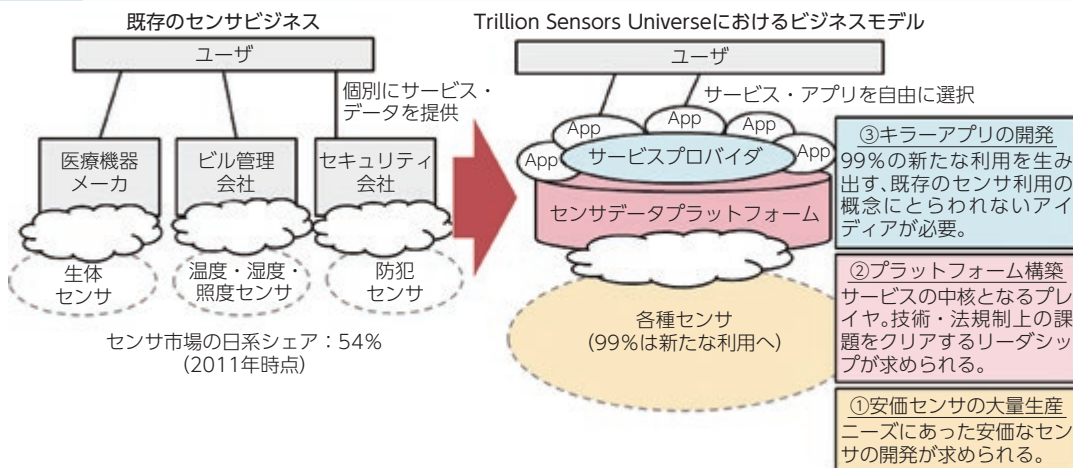 既存のセンサビジネス
ユーザ
個別にサービス・
データを提供
医療機器
メーカ
ビル管理
会社
セキュリティ
会社
生体
センサ
温度・湿度・
照度センサ
防犯
センサ
センサ市場の日系シェア：54%
(2011年時点)
Trillion Sensors Universeにおけるビジネスモデル
ユーザ
サービス・アプリを自由に選択
App
App
App
App
App
サービスプロバイダ
センサデータプラットフォーム
各種センサ
(99%は新たな利用へ)
③キラーアプリの開発
99％の新たな利用を生み
出す、既存のセンサ利用の
概念にとらわれないアイ
ディアが必要。
②プラットフォーム構築
サービスの中核となるプレ
イヤ。技術・法規制上の課
題をクリアするリーダシッ
プが求められる。
①安価センサの大量生産
ニーズにあった安価なセン
サの開発が求められる。